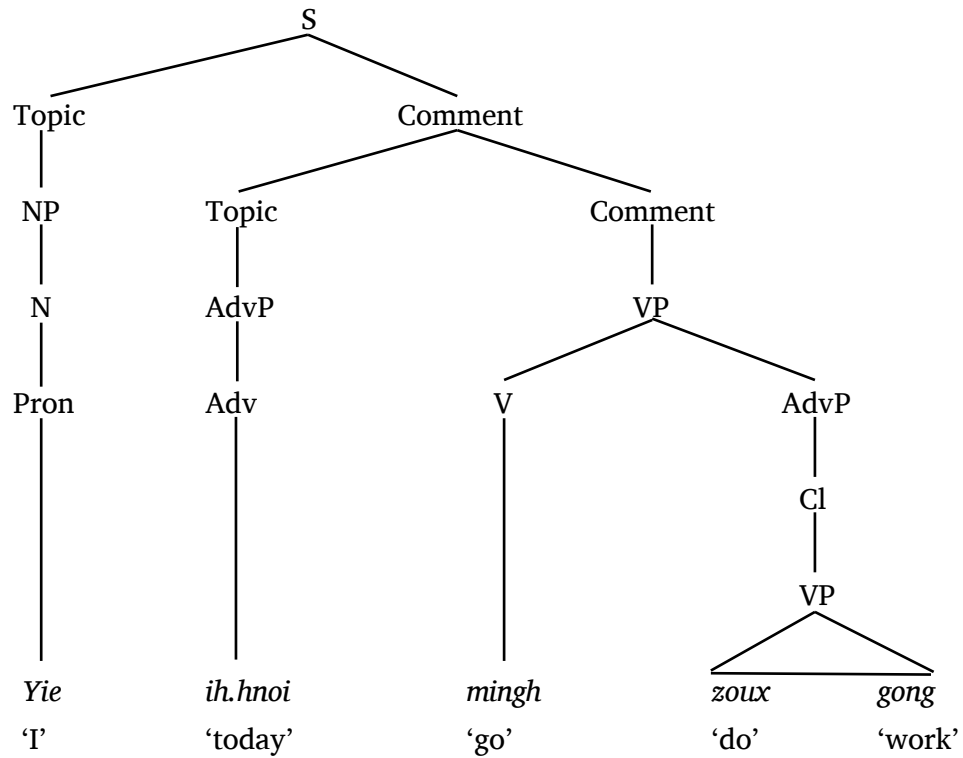 S
Topic Comment
NP Topic Comment
N AdvP VP
Pron Adv V AdvP
Cl
VP
Yie ih.hnoi mingh zoux gong
‘I’ ‘today’ ‘go’ ‘do’ ‘work’